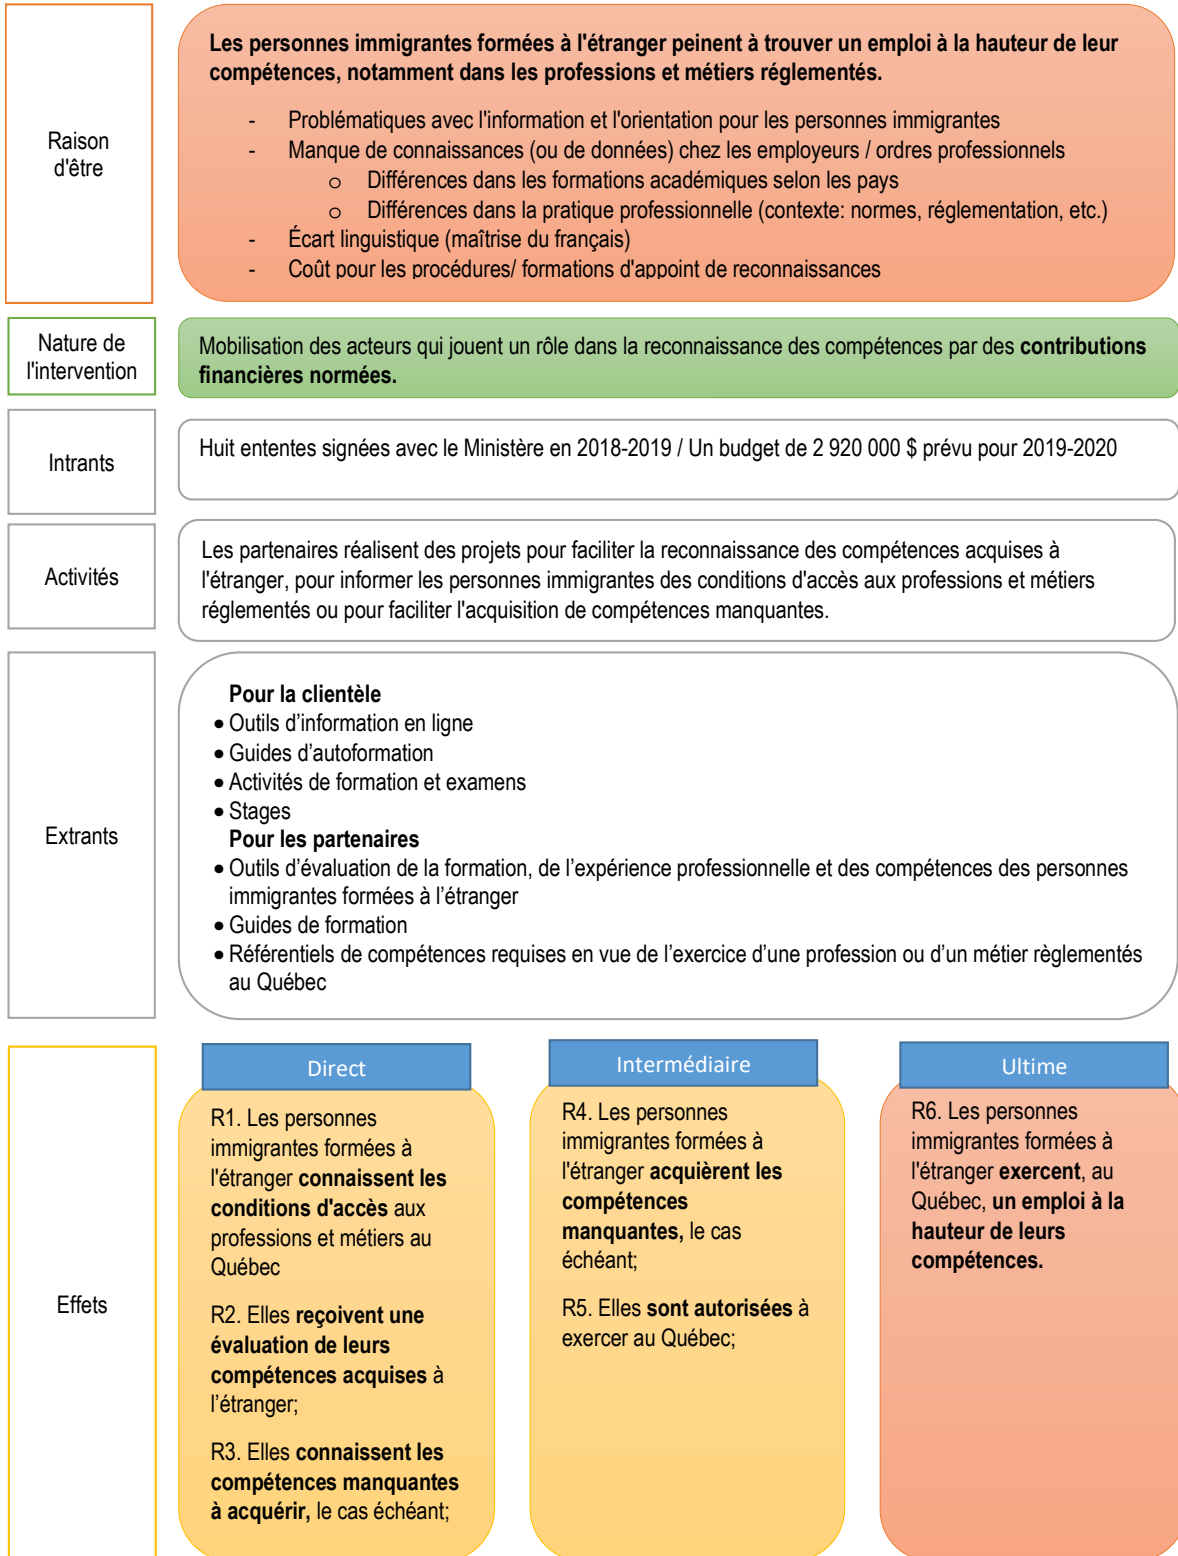 Raison
d'être
Les personnes immigrantes formées à l'étranger peinent à trouver un emploi à la hauteur de leur
compétences, notamment dans les professions et métiers réglementés.
- Problématiques avec l'information et l'orientation pour les personnes immigrantes
- Manque de connaissances (ou de données) chez les employeurs / ordres professionnels
o Différences dans les formations académiques selon les pays
o Différences dans la pratique professionnelle (contexte: normes, réglementation, etc.)
- Écart linguistique (maîtrise du français)
- Coût pour les procédures/ formations d'appoint de reconnaissances
Nature de
l'intervention
Mobilisation des acteurs qui jouent un rôle dans la reconnaissance des compétences par des contributions
financières normées.
Intrants
Huit ententes signées avec le Ministère en 2018-2019 / Un budget de 2 920 000 $ prévu pour 2019-2020
Activités
Les partenaires réalisent des projets pour faciliter la reconnaissance des compétences acquises à
l'étranger, pour informer les personnes immigrantes des conditions d'accès aux professions et métiers
réglementés ou pour faciliter l'acquisition de compétences manquantes.
Extrants
Pour la clientèle
• Outils d’information en ligne
• Guides d’autoformation
• Activités de formation et examens
• Stages
Pour les partenaires
• Outils d’évaluation de la formation, de l’expérience professionnelle et des compétences des personnes
immigrantes formées à l’étranger
• Guides de formation
• Référentiels de compétences requises en vue de l’exercice d’une profession ou d’un métier règlementés
au Québec
Effets
Direct
R1. Les personnes
immigrantes formées à
l'étranger connaissent les
conditions d'accès aux
professions et métiers au
Québec
R2. Elles reçoivent une
évaluation de leurs
compétences acquises à
l’étranger;
R3. Elles connaissent les
compétences manquantes
à acquérir, le cas échéant;
Intermédiaire
R4. Les personnes
immigrantes formées à
l'étranger acquièrent les
compétences
manquantes, le cas
échéant;
R5. Elles sont autorisées à
exercer au Québec;
Ultime
R6. Les personnes
immigrantes formées à
l'étranger exercent, au
Québec, un emploi à la
hauteur de leurs
compétences.